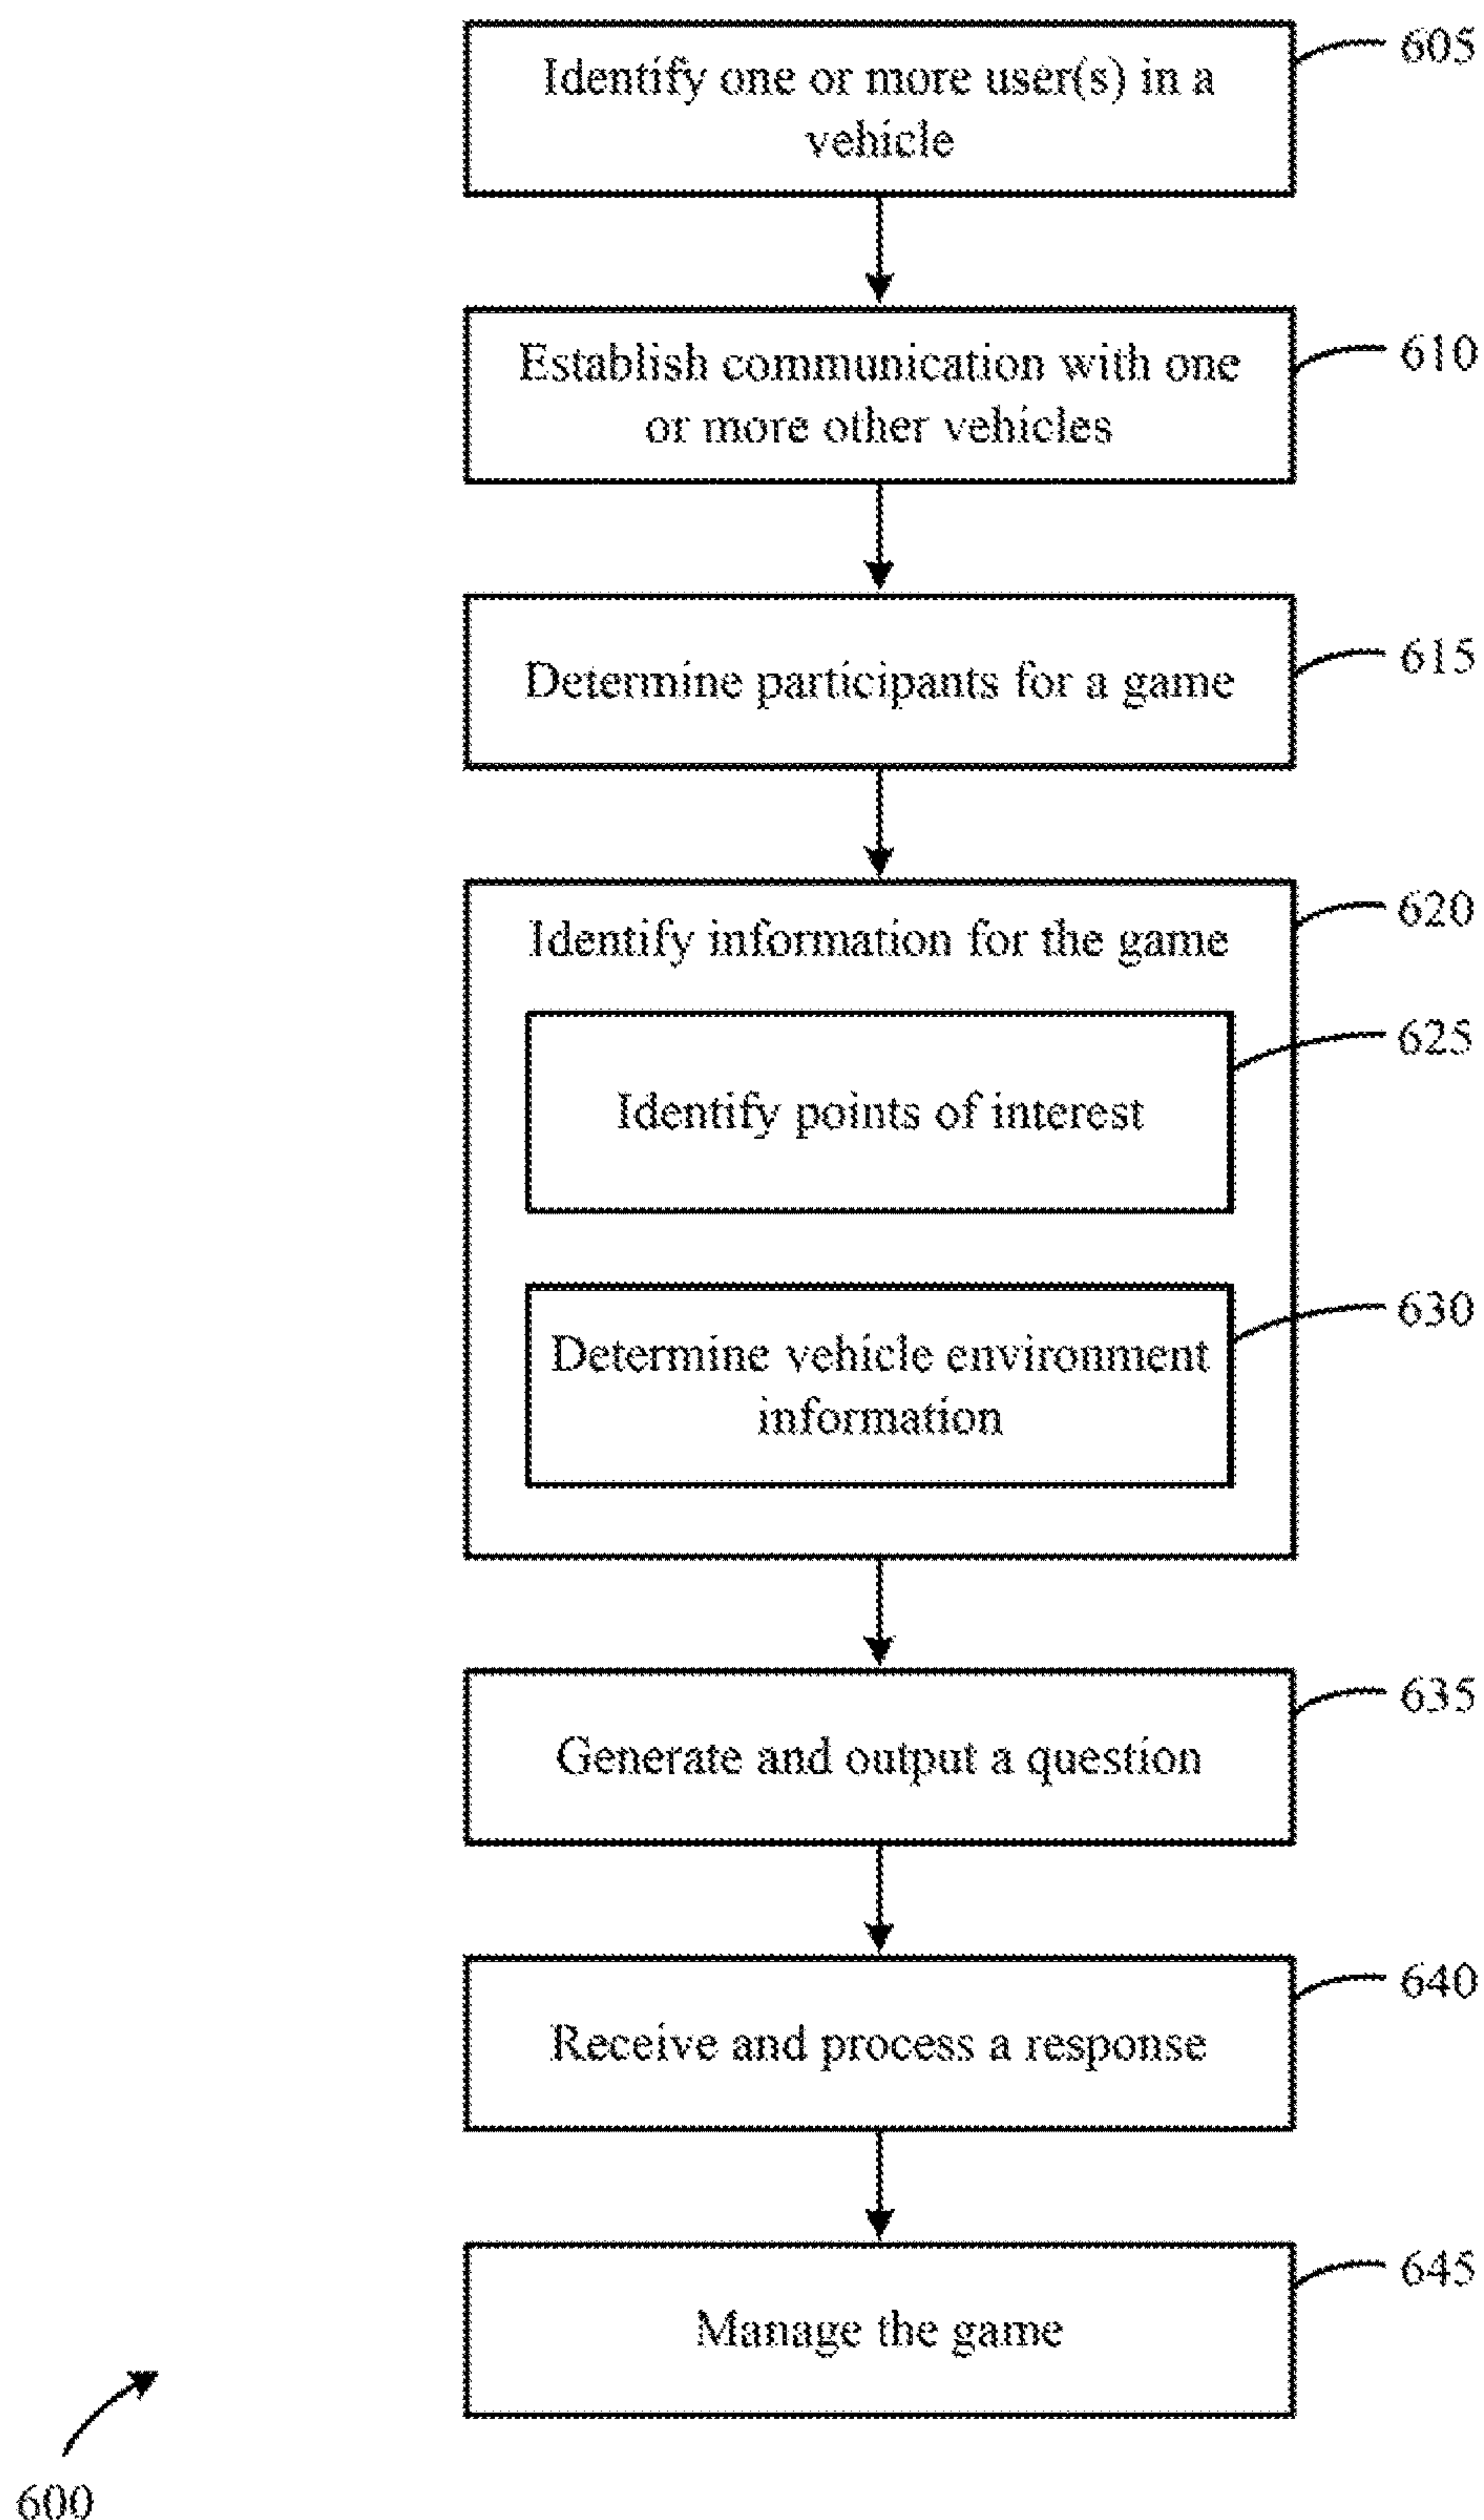 Identify one or more user(s) in a
vehicle
605
Establish communication with one
or more other vehicles
610
Determine participants for a game
615
Identify information for the game
620
Identify points of interest
625
Determine vehicle environment
information
630
Generate and output a question
635
Receive and process a response
640
Manage the game
645
600